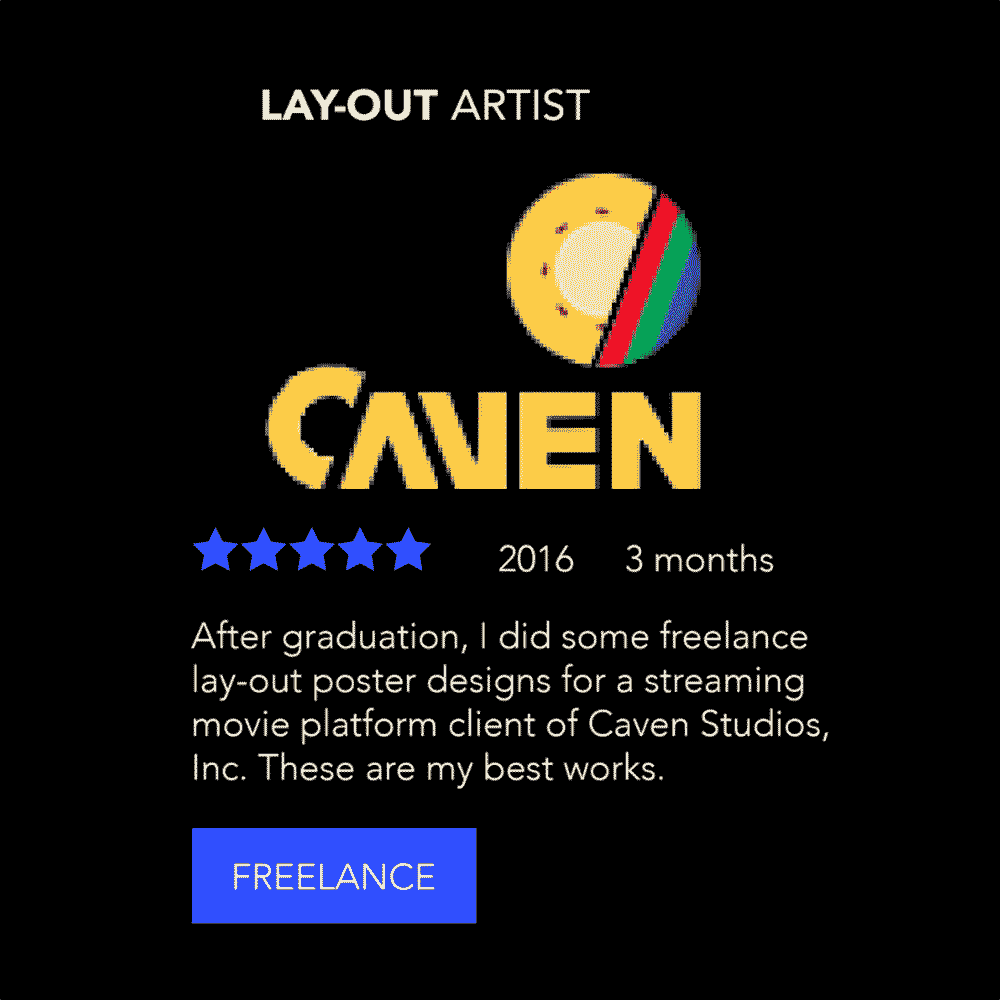 LAY-OUT ARTIST
CAVEN
2016 3 months
After graduation, I did some freelance
lay-out poster designs for a streaming
movie platform client of Caven Studios,
Inc. These are my best works.
FREELANCE